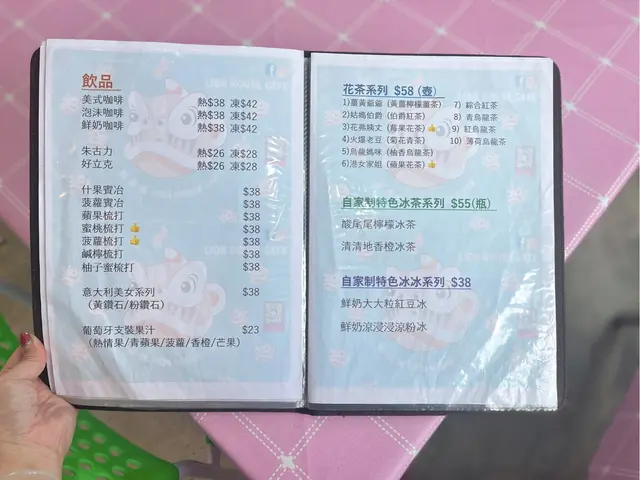 飲品
美式咖啡 熱$38 凍$42
泡沫咖啡 熱$38 凍$42
鮮奶咖啡 熱$38 凍$42
朱古力 熱$26 凍$28
好立克 熱$26 凍$28
什果賓治 $38
菠蘿賓治 $38
蘋果梳打 $38
蜜桃梳打 $38
菠蘿梳打 $38
鹹檸梳打 $38
柚子蜜梳打 $38
意大利美女系列 $38
(黃鑽石/粉鑽石)
葡萄牙支裝果汁 $23
(熱情果/青蘋果/菠蘿/香橙/芒果)
花茶系列 $58 (壺)
1)薑黃爺爺 (黃薑檸檬薑茶) 7) 綜合紅茶
2)姑媽伯爵 (伯爵紅茶) 8) 青烏龍茶
3)花弗姨丈 (莓果花茶) 9) 紅烏龍茶
4)火爆老豆 (菊花青茶) 10) 薄荷烏龍茶
5)烏龍媽咪 (柚香烏龍茶)
6)港女家姐 (蘋果花茶)
自家制特色冰茶系列 $55(瓶)
酸尾尾檸檬冰茶
清清地香橙冰茶
自家制特色冰冰系列 $38
鮮奶大大粒紅豆冰
鮮奶涼浸浸涼粉冰